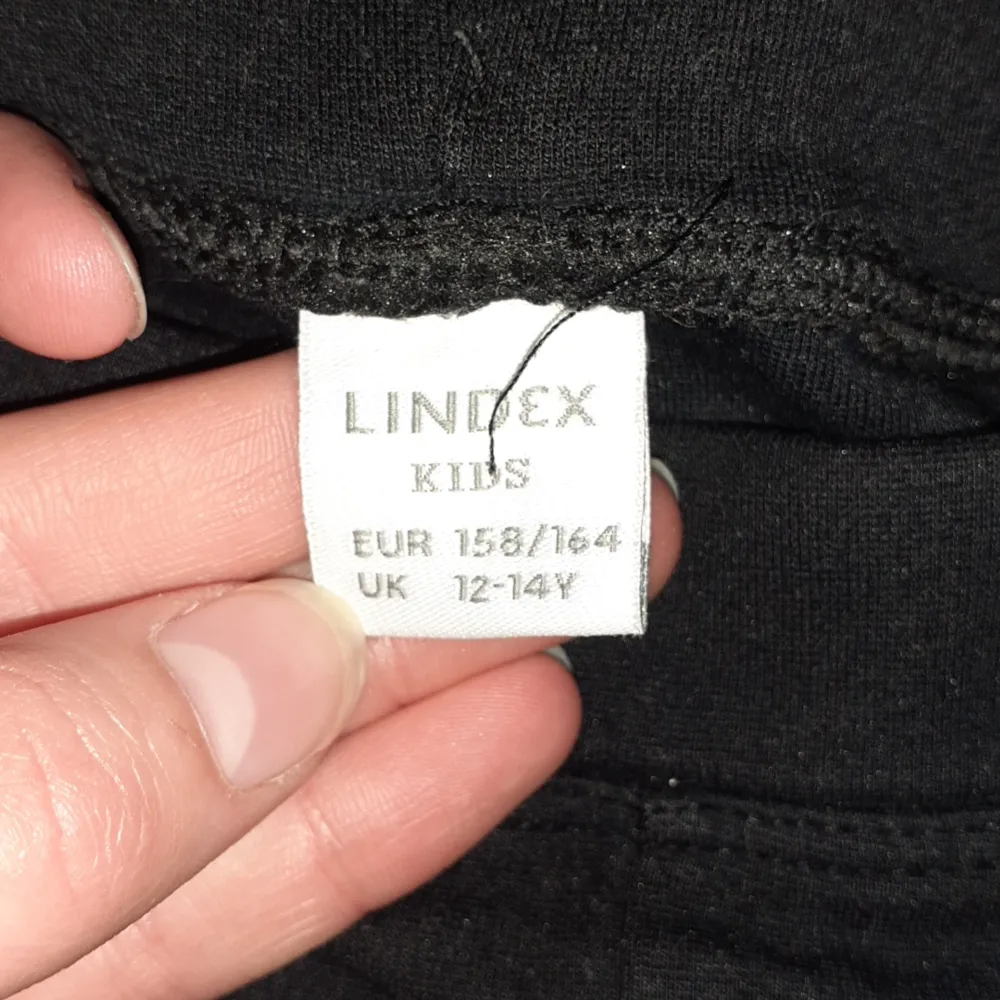 LINDEX
KIDS
EUR 158/164
UK 12-14Y